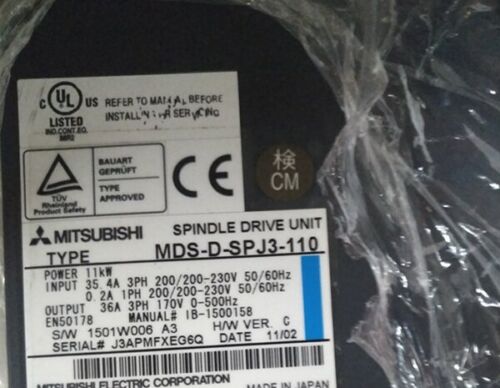 C UL US
LISTED
IND.CONT.EQ.
REFER TO MANUAL BEFORE
INSTALLING OR SERVICING
TÜV
Rheinland
Product Safety
BAUART
GEPRÜFT
TYPE
APPROVED
CE
検
CM
MITSUBISHI SPINDLE DRIVE UNIT
TYPE MDS-D-SPJ3-110
POWER 11kW
INPUT 35.4A 3PH 200/200-230V 50/60Hz
0.2A 1PH 200/200-230V 50/60Hz
OUTPUT 36A 3PH 170V 0-500Hz
EN50178 MANUAL# IB-1500158
S/W 1501W006 A3 H/W VER. C
SERIAL# J3APMFXEG6Q DATE 11/02
MITSUBISHI ELECTRIC CORPORATION MADE IN JAPAN